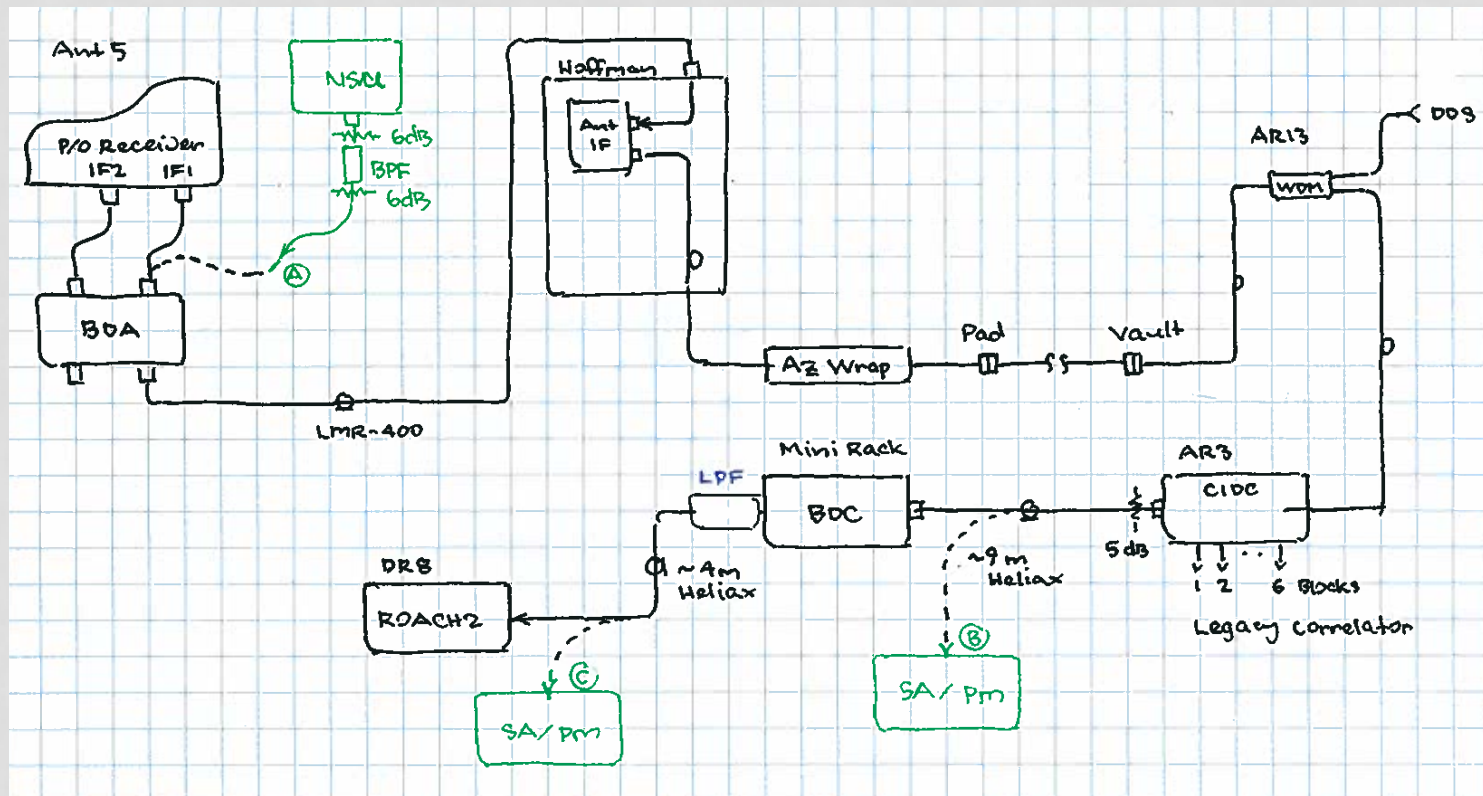 Ant 5
P/O Receiver
IF2 IF1
6dB
BPF
6dB
A
BDA
LMR-400
Hoffman
Ant
IF
Az Wrap
Pad
Vault
AR13
WDM
AR3
CIDC
5 dB
1 2 .. 6 Blocks
Legacy Correlator
~9m
Heliax
B
SA/PM
Mini Rack
BDC
LPF
~4m
Heliax
DR8
ROACH2
C
SA/PM